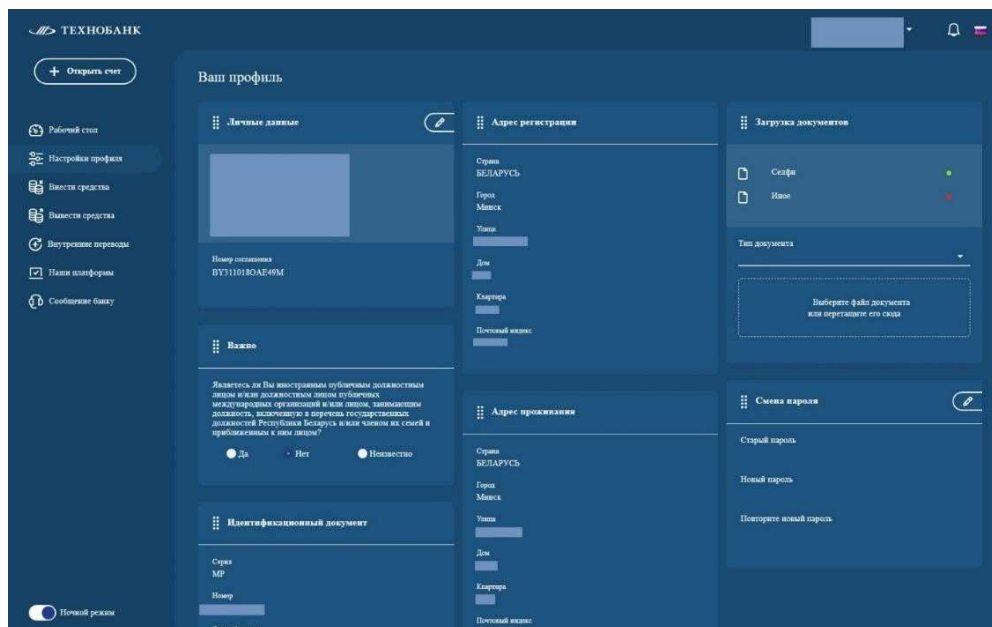 ТЕХНОБАНК
+ Открыть счет
Рабочий стол
Настройки профиля
Внести средства
Вывести средства
Внутренние переводы
Наши платформы
Сообщение банку
Ночной режим
Ваш профиль
Личные данные
Номер соглашения
BY311018OAE49M
Важно
Являетесь ли Вы иностранным публичным должностным
лицом и/или должностным лицом публичных
международных организаций и/или лицом, занимающим
должность, включенную в перечень государственных
должностей Республики Беларусь и/или членом их семей и
приближенным к ним лицом?
Да Нет Неизвестно
Идентификационный документ
Серия
MP
Номер
Адрес регистрации
Страна
БЕЛАРУСЬ
Город
Минск
Улица
Дом
Квартира
Почтовый индекс
Адрес проживания
Страна
БЕЛАРУСЬ
Город
Минск
Улица
Дом
Квартира
Почтовый индекс
Загрузка документов
Селфи
Иное
Тип документа
Выберите файл документа
или перетащите его сюда
Смена пароля
Старый пароль
Новый пароль
Повторите новый пароль